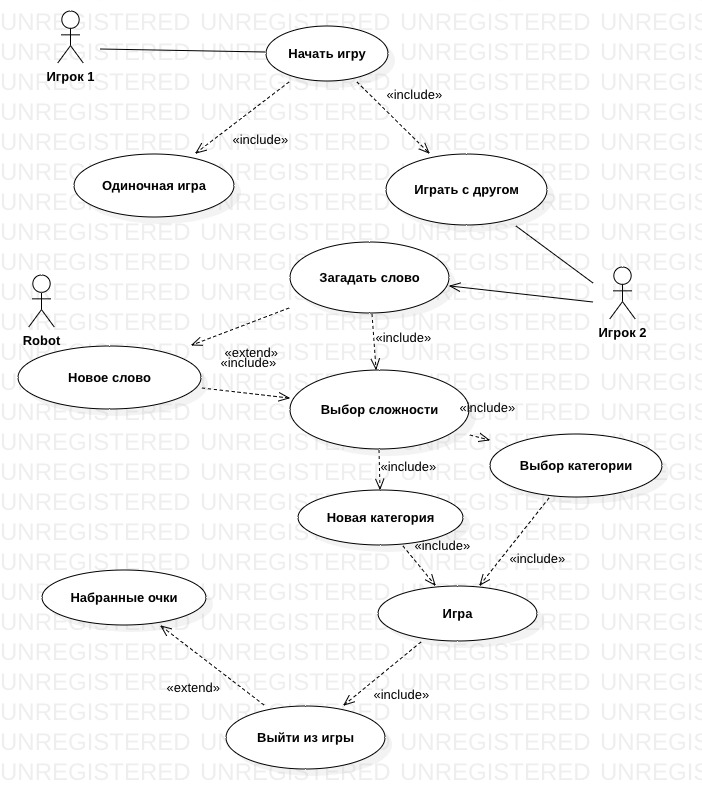 Игрок 1
Начать игру
«include»
«include»
Одиночная игра
Играть с другом
Загадать слово
Игрок 2
Robot
«include»
«extend»
«include»
Новое слово
Выбор сложности
«include»
Выбор категории
«include»
Новая категория
«include»
«include»
Набранные очки
Игра
«extend»
«include»
Выйти из игры
UNREGISTERED